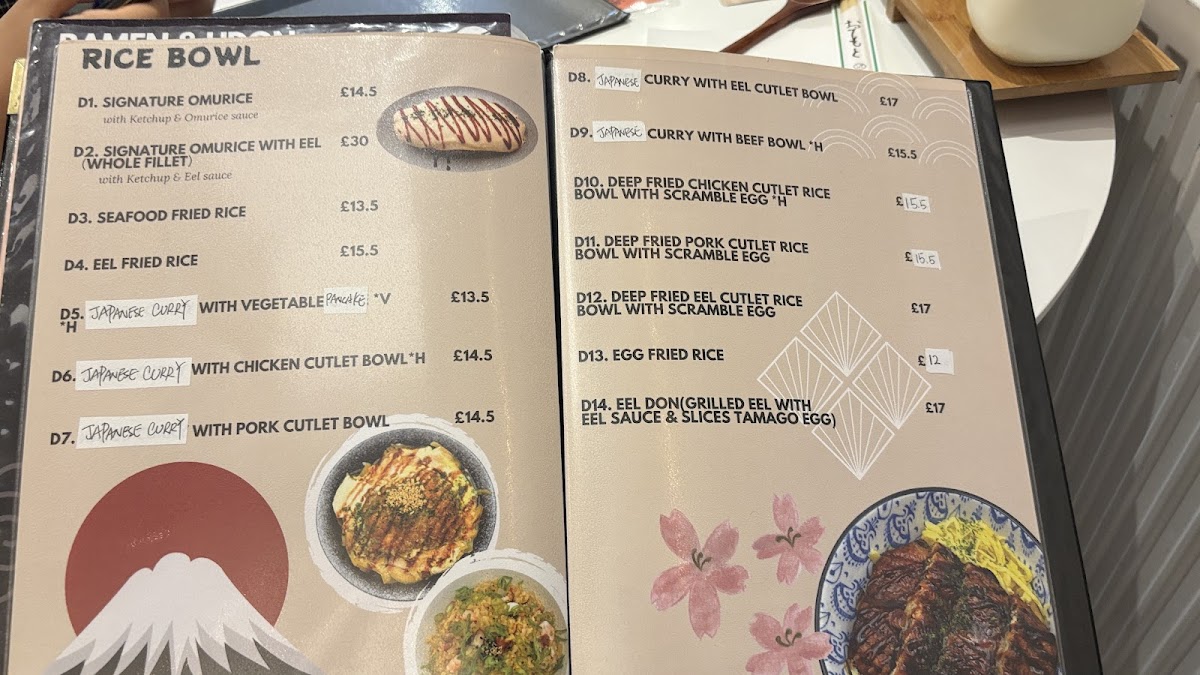 RAMEN & UDON
RICE BOWL
D1. SIGNATURE OMURICE £14.5
with Ketchup & Omurice sauce
D2. SIGNATURE OMURICE WITH EEL £30
(WHOLE FILLET)
with Ketchup & Eel sauce
D3. SEAFOOD FRIED RICE £13.5
D4. EEL FRIED RICE £15.5
D5. JAPANESE CURRY WITH VEGETABLE PANCAKE *V £13.5
*H
D6. JAPANESE CURRY WITH CHICKEN CUTLET BOWL *H £14.5
D7. JAPANESE CURRY WITH PORK CUTLET BOWL £14.5
D8. JAPANESE CURRY WITH EEL CUTLET BOWL £17
D9. JAPANESE CURRY WITH BEEF BOWL *H £15.5
D10. DEEP FRIED CHICKEN CUTLET RICE
BOWL WITH SCRAMBLE EGG *H £15.5
D11. DEEP FRIED PORK CUTLET RICE
BOWL WITH SCRAMBLE EGG £15.5
D12. DEEP FRIED EEL CUTLET RICE
BOWL WITH SCRAMBLE EGG £17
D13. EGG FRIED RICE £12
D14. EEL DON(GRILLED EEL WITH
EEL SAUCE & SLICES TAMAGO EGG) £17